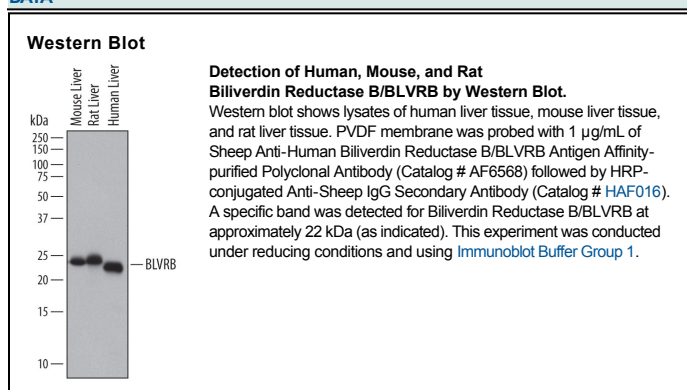 DATA
Western Blot
Mouse Liver
Rat Liver
Human Liver
kDa
250
150
100
75
50
37
25
20
15
10
BLVRB
Detection of Human, Mouse, and Rat
Biliverdin Reductase B/BLVRB by Western Blot.
Western blot shows lysates of human liver tissue, mouse liver tissue,
and rat liver tissue. PVDF membrane was probed with 1 µg/mL of
Sheep Anti-Human Biliverdin Reductase B/BLVRB Antigen Affinity-
purified Polyclonal Antibody (Catalog # AF6568) followed by HRP-
conjugated Anti-Sheep IgG Secondary Antibody (Catalog # HAF016).
A specific band was detected for Biliverdin Reductase B/BLVRB at
approximately 22 kDa (as indicated). This experiment was conducted
under reducing conditions and using Immunoblot Buffer Group 1.